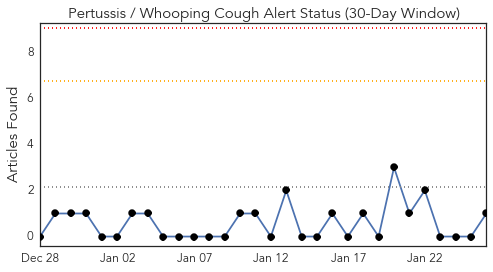 Pertussis / Whooping Cough Alert Status (30-Day Window)
Articles Found
8
6
4
2
0
Dec 28 Jan 02 Jan 07 Jan 12 Jan 17 Jan 22